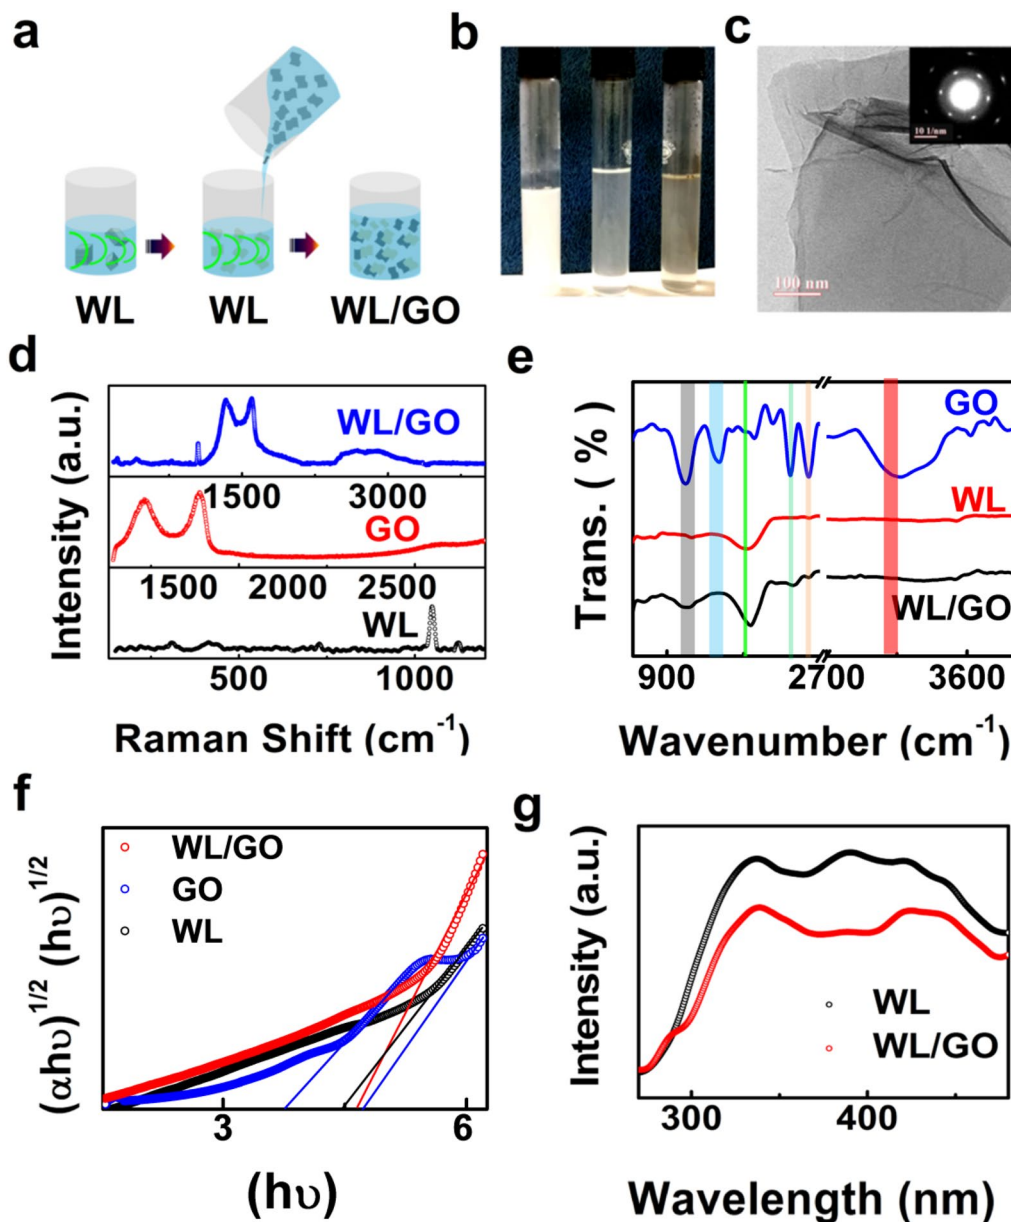 a
WL
WL
WL/GO
b
c
10 1/nm
100 nm
d
Intensity (a.u.)
WL/GO
1500
3000
GO
1500
2000
2500
WL
500
1000
Raman Shift (cm⁻¹)
e
Trans. ( %)
GO
WL
WL/GO
900
2700
3600
Wavenumber (cm⁻¹)
f
(αhυ)¹/² (hυ)¹/²
WL/GO
GO
WL
3
6
(hυ)
g
Intensity (a.u.)
WL
WL/GO
300
400
Wavelength (nm)